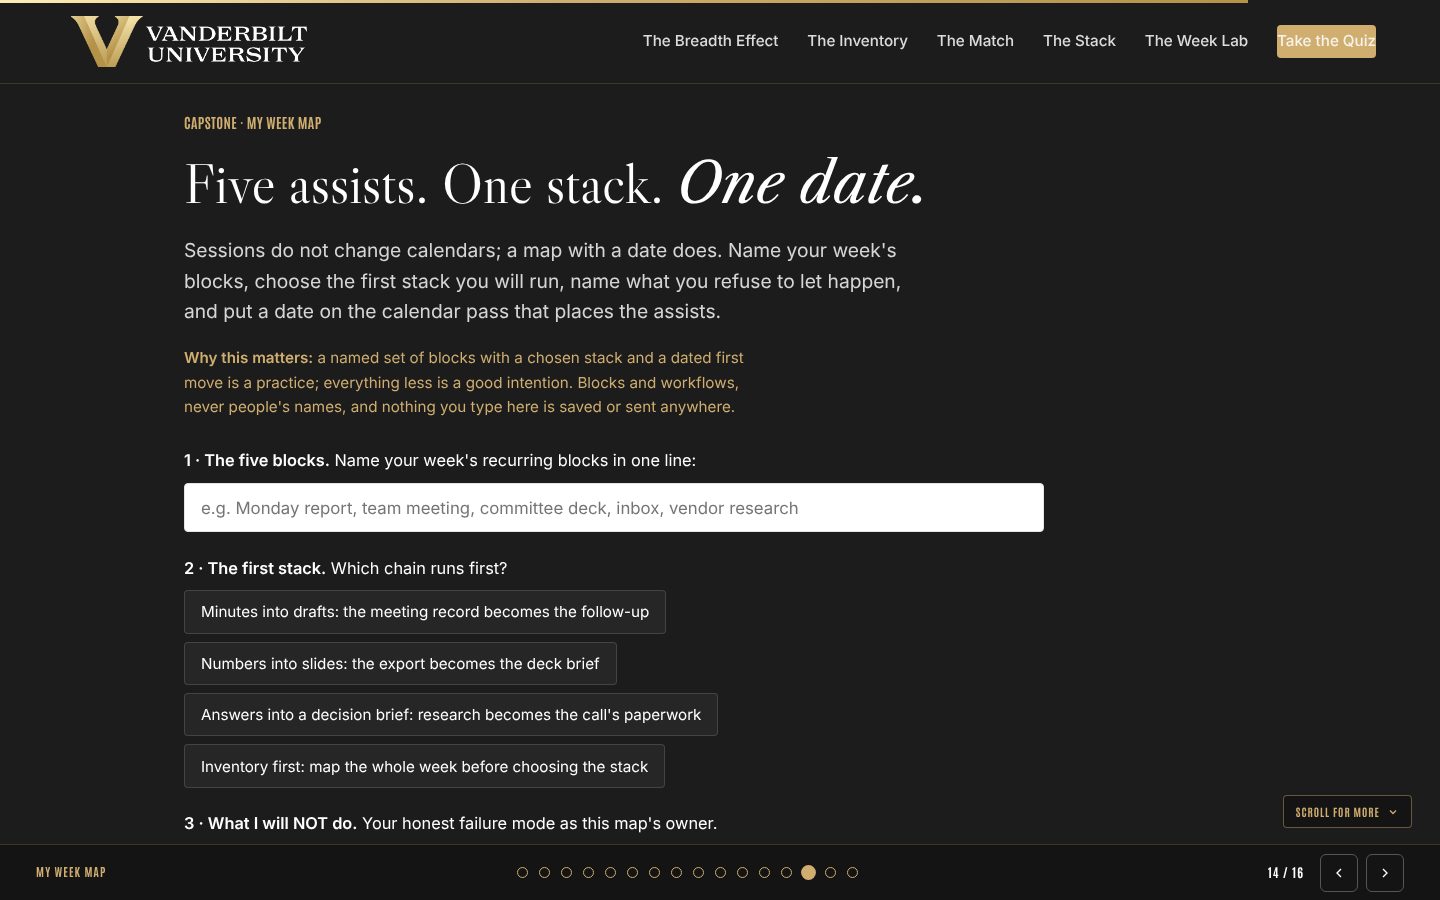 VANDERBILT
UNIVERSITY
The Breadth Effect
The Inventory
The Match
The Stack
The Week Lab
Take the Quiz
CAPSTONE · MY WEEK MAP
Five assists. One stack. One date.
Sessions do not change calendars; a map with a date does. Name your week's
blocks, choose the first stack you will run, name what you refuse to let happen,
and put a date on the calendar pass that places the assists.
Why this matters: a named set of blocks with a chosen stack and a dated first
move is a practice; everything less is a good intention. Blocks and workflows,
never people's names, and nothing you type here is saved or sent anywhere.
1 · The five blocks. Name your week's recurring blocks in one line:
e.g. Monday report, team meeting, committee deck, inbox, vendor research
2 · The first stack. Which chain runs first?
Minutes into drafts: the meeting record becomes the follow-up
Numbers into slides: the export becomes the deck brief
Answers into a decision brief: research becomes the call's paperwork
Inventory first: map the whole week before choosing the stack
3 · What I will NOT do. Your honest failure mode as this map's owner.
SCROLL FOR MORE
MY WEEK MAP
14 / 16